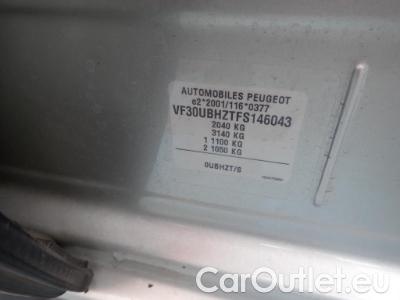 AUTOMOBILES PEUGEOT
e2*2001/116*0377
VF30UBHZTFS146043
2040 KG
3140 KG
1 1100 KG
2 1050 KG
0UBHZT/S
CarOutlet.eu